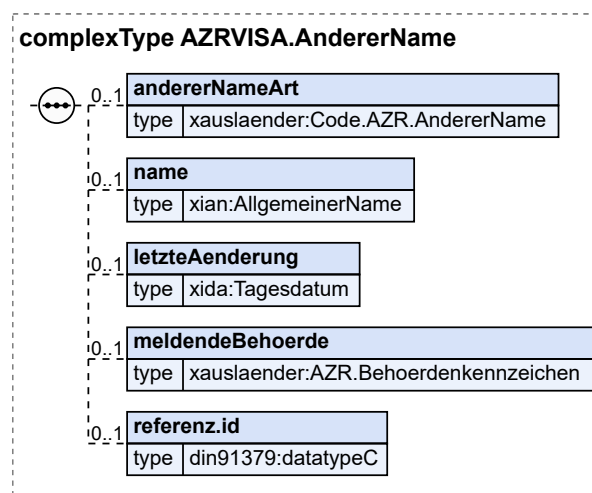 complexType AZRVISA.AndererName
0..1 andererNameArt
type xauslaender:Code.AZR.AndererName
0..1 name
type xian:AllgemeinerName
0..1 letzteAenderung
type xida:Tagesdatum
0..1 meldendeBehoerde
type xauslaender:AZR.Behoerdenkennzeichen
0..1 referenz.id
type din91379:datatypeC